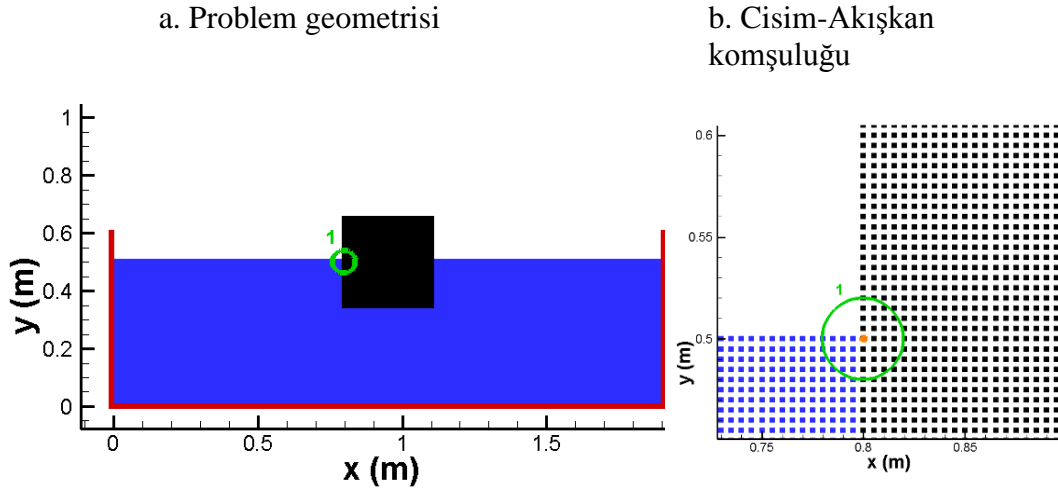 a. Problem geometrisi
b. Cisim-Akışkan
komşuluğu
1
0.8
0.6
0.4
0.2
0
y (m)
1
0
0.5
1
1.5
x (m)
0.6
0.55
0.5
y (m)
1
0.75
0.8
0.85
x (m)